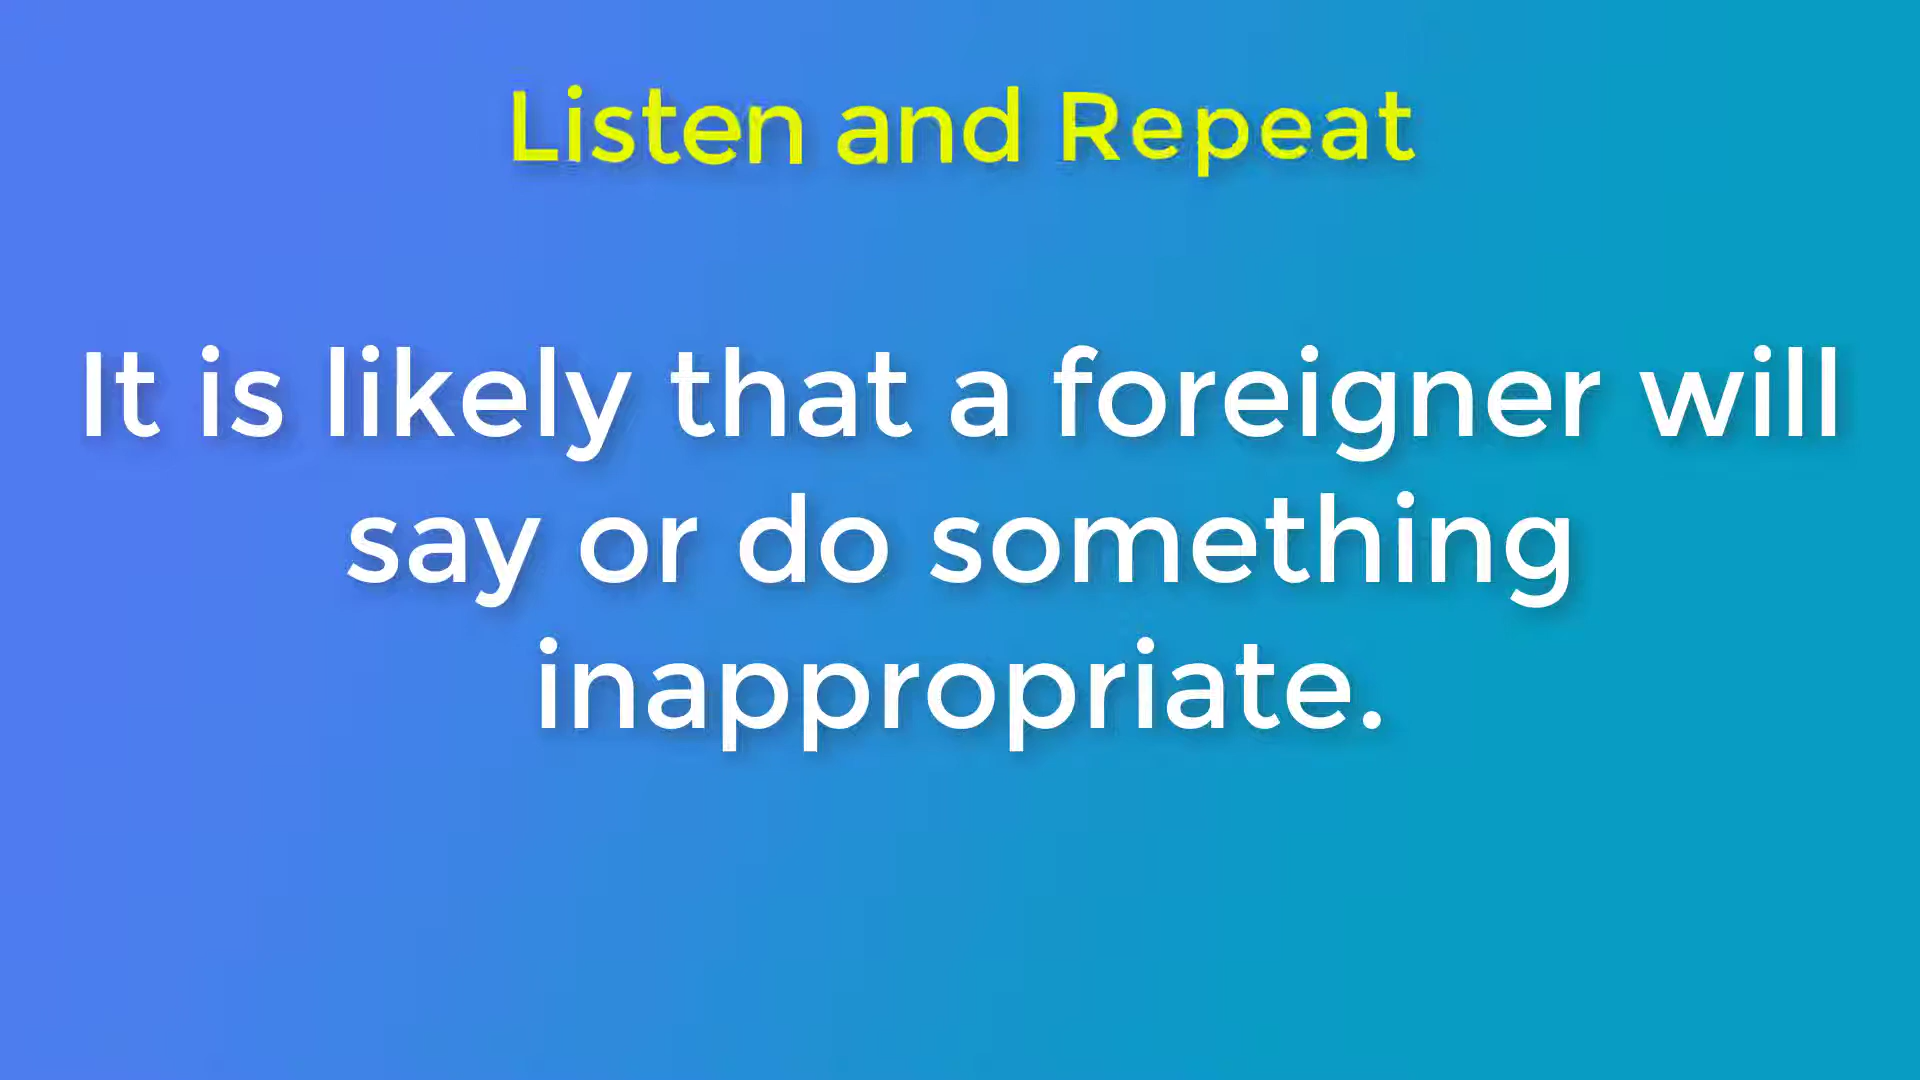 Listen and Repeat
It is likely that a foreigner will
say or do something
inappropriate.